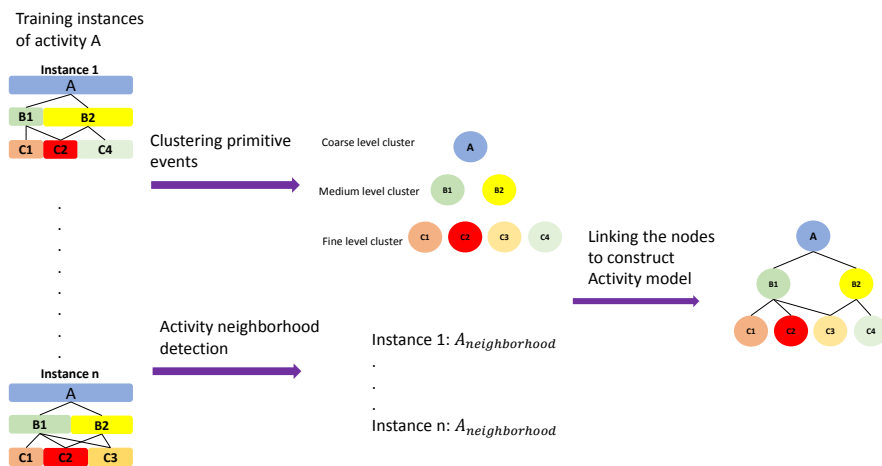 Training instances
of activity A
Instance 1
A
B1 B2
C1 C2 C4
.
.
.
.
.
.
.
.
Instance n
A
B1 B2
C1 C2 C3
Clustering primitive
events
Activity neighborhood
detection
Coarse level cluster A
Medium level cluster B1 B2
Fine level cluster C1 C2 C3 C4
Instance 1: A_neighborhood
.
.
.
Instance n: A_neighborhood
Linking the nodes
to construct
Activity model
A
B1 B2
C1 C2 C3 C4